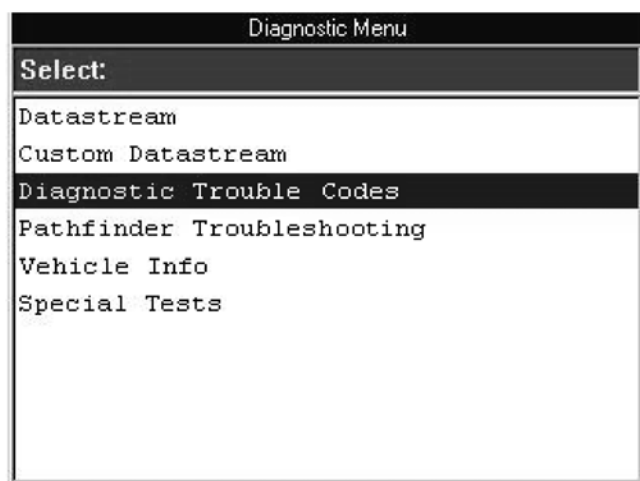 Diagnostic Menu
Select:
Datastream
Custom Datastream
Diagnostic Trouble Codes
Pathfinder Troubleshooting
Vehicle Info
Special Tests